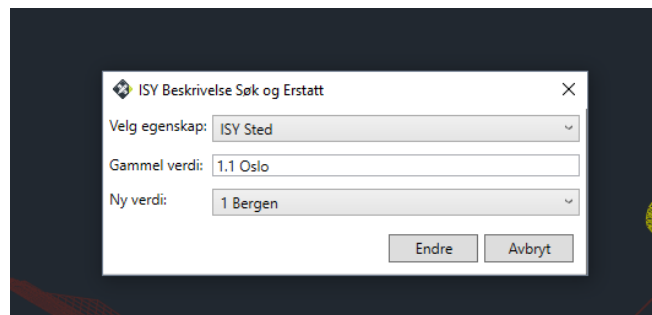 ISY Beskrivelse Søk og Erstatt
Velg egenskap: ISY Sted
Gammel verdi: 1.1 Oslo
Ny verdi: 1 Bergen
Endre Avbryt